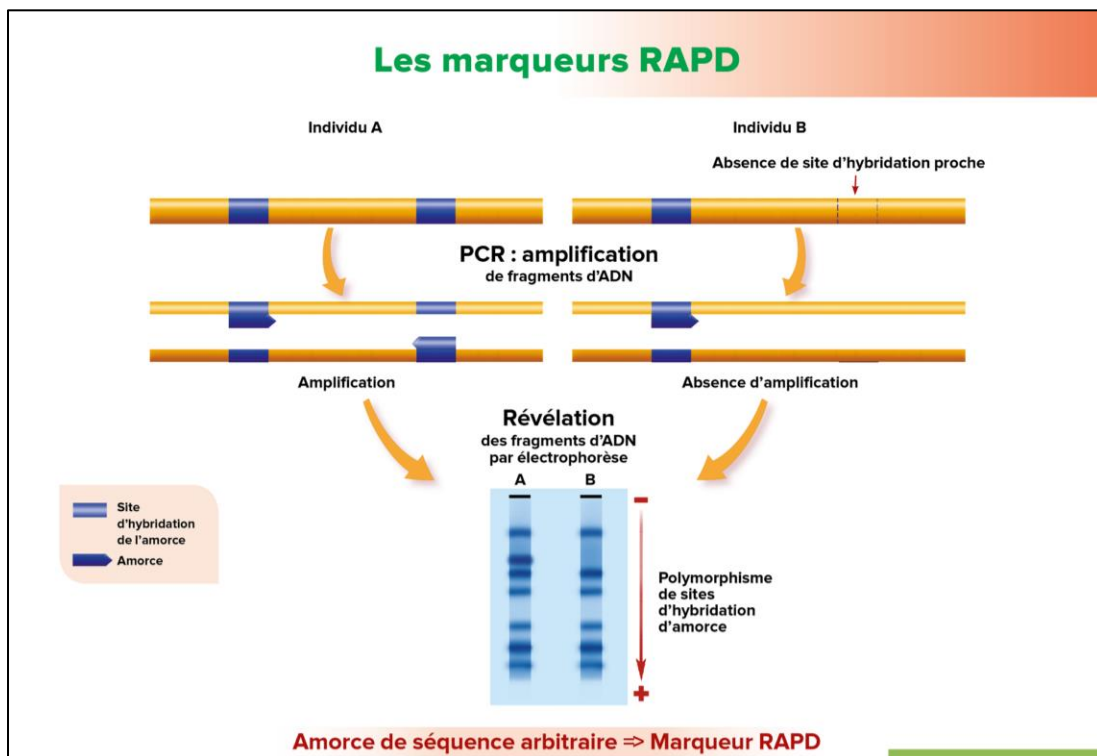 Les marqueurs RAPD
Individu A
Individu B
Absence de site d’hybridation proche
PCR : amplification
de fragments d’ADN
Amplification
Absence d’amplification
Révélation
des fragments d’ADN
par électrophorèse
A
B
Site
d’hybridation
de l’amorce
Amorce
Polymorphisme
de sites
d’hybridation
d’amorce
Amorce de séquence arbitraire ⇒ Marqueur RAPD